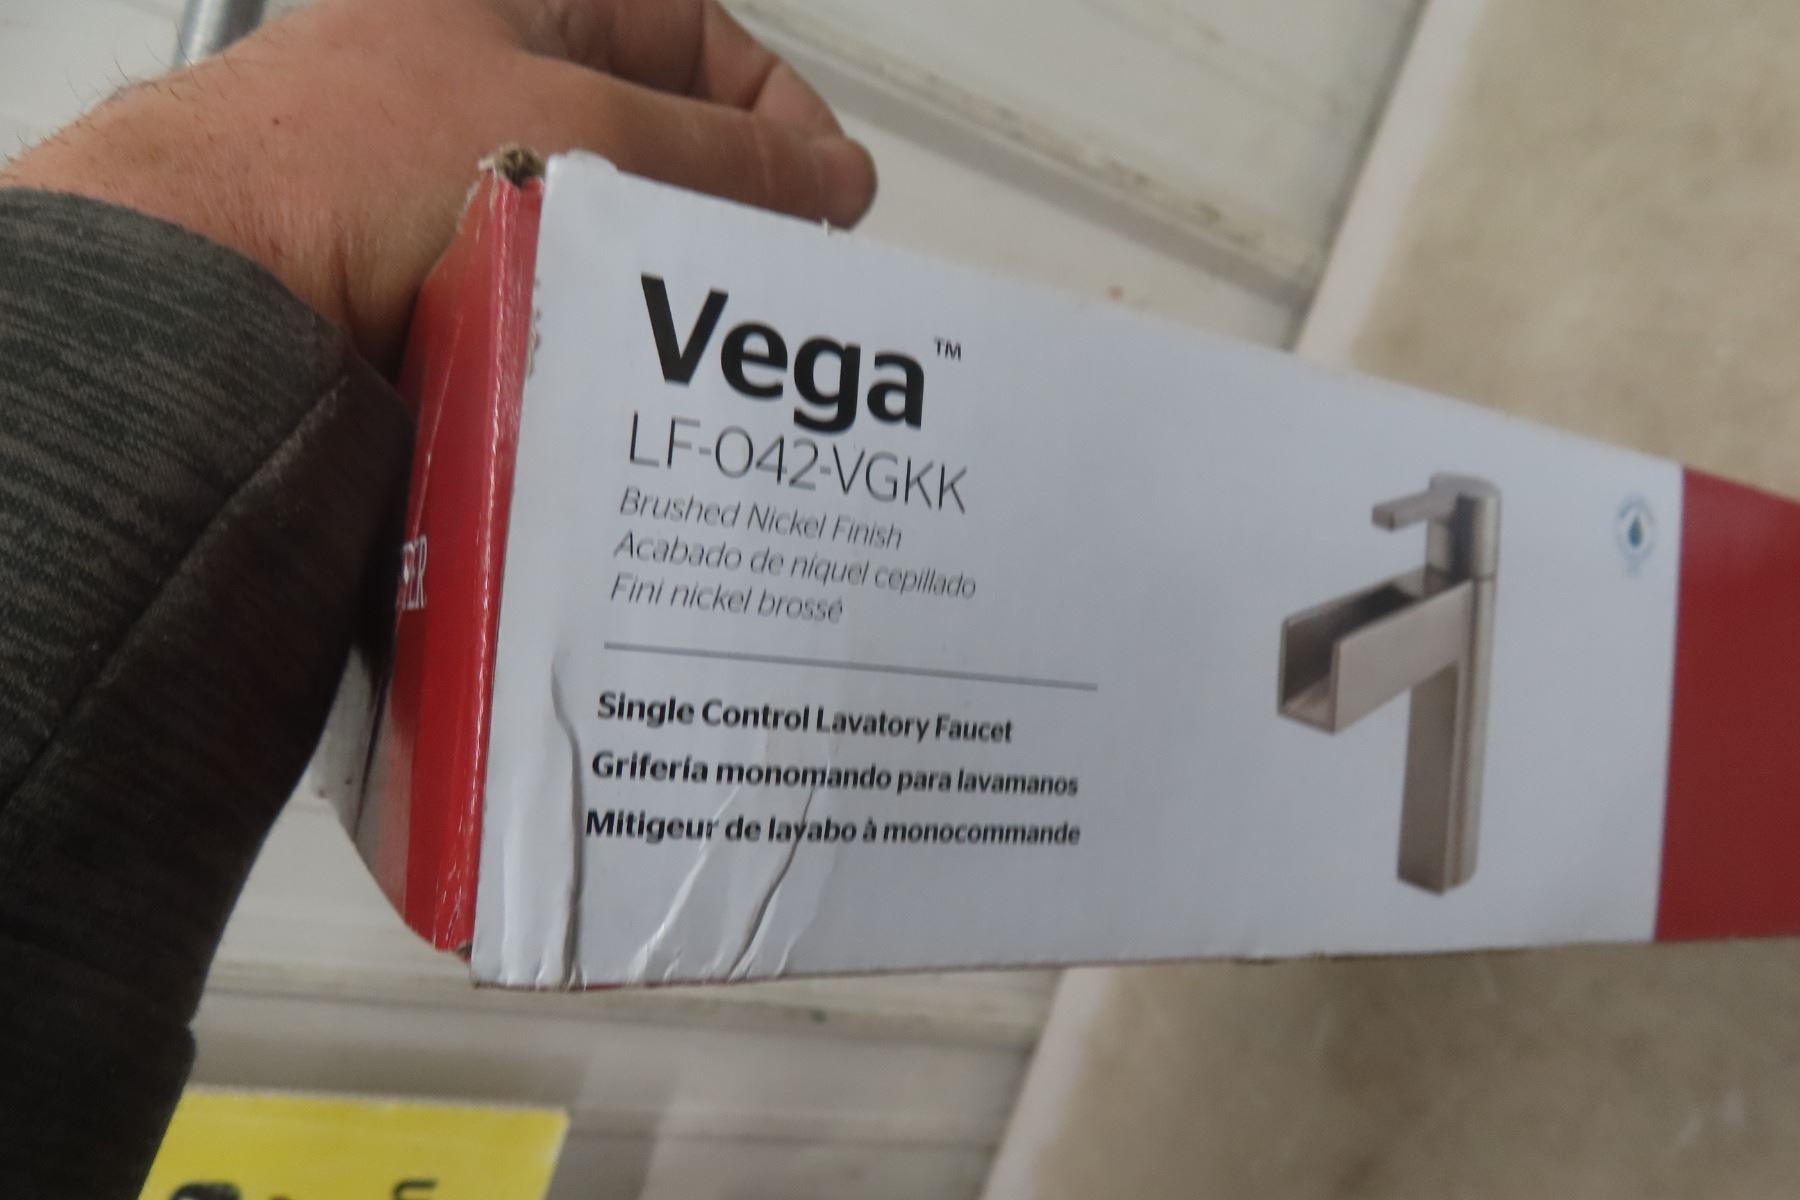 Vega™
LF-042-VGKK
Brushed Nickel Finish
Acabado de níquel cepillado
Fini nickel brossé
Single Control Lavatory Faucet
Grifería monomando para lavamanos
Mitigeur de layabo à monocommande